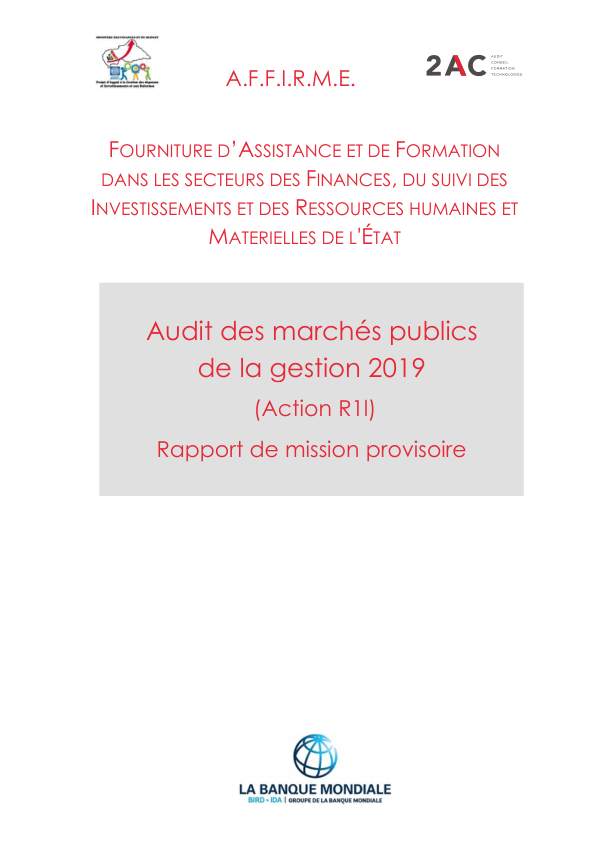 MINISTERE DES FINANCES ET DU BUDGET
Projet d'Appui à la Gestion des dépenses
et Investissements et aux Réformes
A.F.F.I.R.M.E.
2AC
AUDIT
CONSEIL
FORMATION
TECHNOLOGIES
FOURNITURE D'ASSISTANCE ET DE FORMATION
DANS LES SECTEURS DES FINANCES, DU SUIVI DES
INVESTISSEMENTS ET DES RESSOURCES HUMAINES ET
MATERIELLES DE L'ÉTAT
Audit des marchés publics
de la gestion 2019
(Action R1I)
Rapport de mission provisoire
LA BANQUE MONDIALE
BIRD • IDA | GROUPE DE LA BANQUE MONDIALE